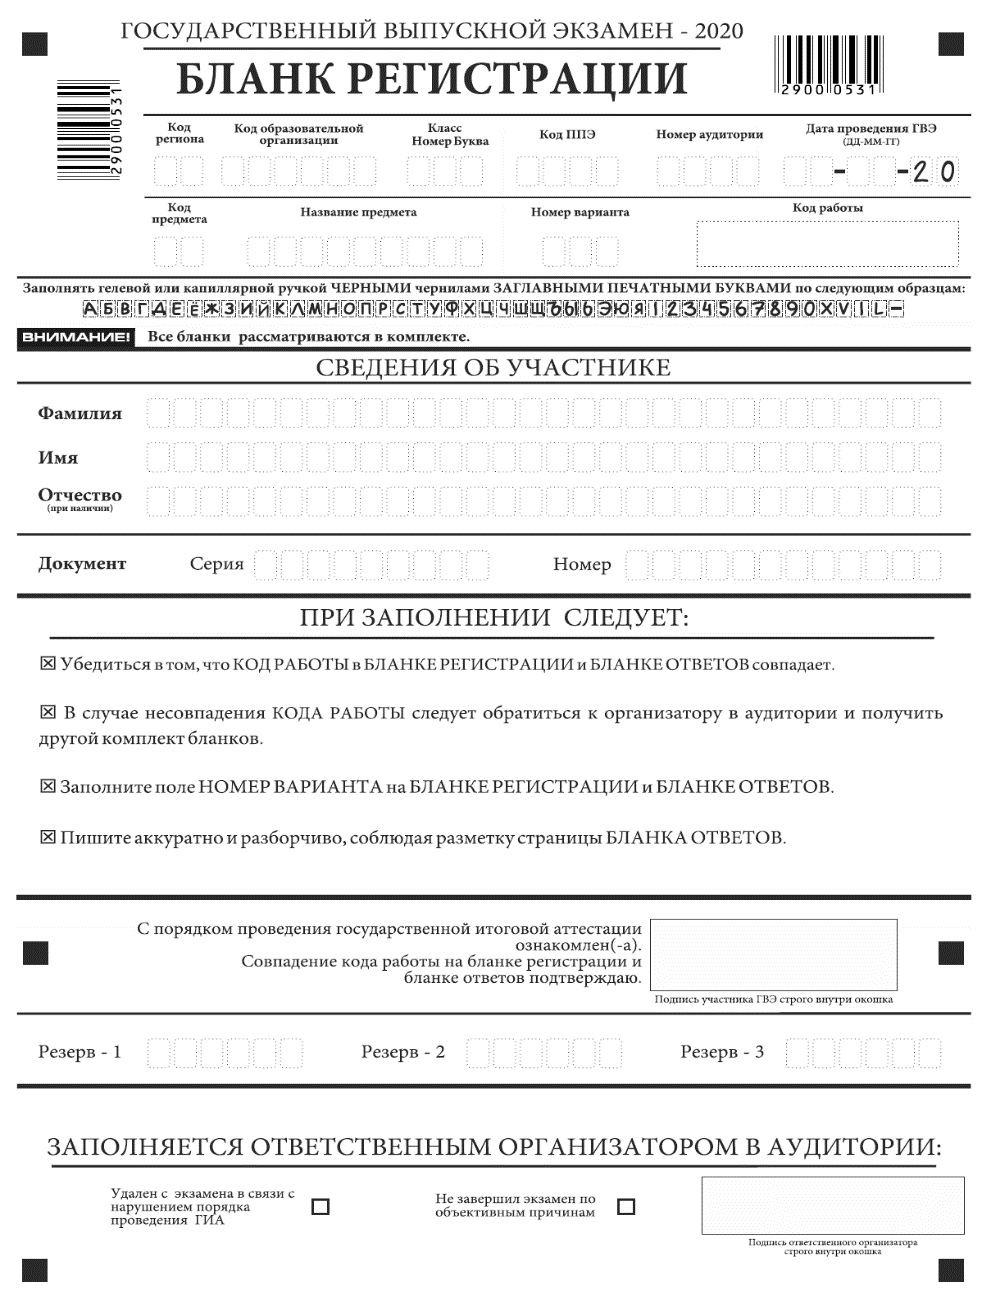 ГОСУДАРСТВЕННЫЙ ВЫПУСКНОЙ ЭКЗАМЕН - 2020
БЛАНК РЕГИСТРАЦИИ
29000531
29000531
Код региона
Код образовательной организации
Класс
Номер Буква
Код ППЭ
Номер аудитории
Дата проведения ГВЭ
(ДД-ММ-ГГ)
- -20
Код предмета
Название предмета
Номер варианта
Код работы
Заполнять гелевой или капиллярной ручкой ЧЕРНЫМИ чернилами ЗАГЛАВНЫМИ ПЕЧАТНЫМИ БУКВАМИ по следующим образцам:
АБВГДЕЁЖЗИЙКЛМНОПРСТУФХЦЧШЩЪЫЬЭЮЯ1234567890XVIL-
ВНИМАНИЕ! Все бланки рассматриваются в комплекте.
СВЕДЕНИЯ ОБ УЧАСТНИКЕ
Фамилия
Имя
Отчество
(при наличии)
Документ Серия Номер
ПРИ ЗАПОЛНЕНИИ СЛЕДУЕТ:
☒ Убедиться в том, что КОД РАБОТЫ в БЛАНКЕ РЕГИСТРАЦИИ и БЛАНКЕ ОТВЕТОВ совпадает.
☒ В случае несовпадения КОДА РАБОТЫ следует обратиться к организатору в аудитории и получить
другой комплект бланков.
☒ Заполните поле НОМЕР ВАРИАНТА на БЛАНКЕ РЕГИСТРАЦИИ и БЛАНКЕ ОТВЕТОВ.
☒ Пишите аккуратно и разборчиво, соблюдая разметку страницы БЛАНКА ОТВЕТОВ.
С порядком проведения государственной итоговой аттестации
ознакомлен(-а).
Совпадение кода работы на бланке регистрации и
бланке ответов подтверждаю.
Подпись участника ГВЭ строго внутри окошка
Резерв - 1 Резерв - 2 Резерв - 3
ЗАПОЛНЯЕТСЯ ОТВЕТСТВЕННЫМ ОРГАНИЗАТОРОМ В АУДИТОРИИ:
Удален с экзамена в связи с
нарушением порядка
проведения ГИА
Не завершил экзамен по
объективным причинам
Подпись ответственного организатора
строго внутри окошка